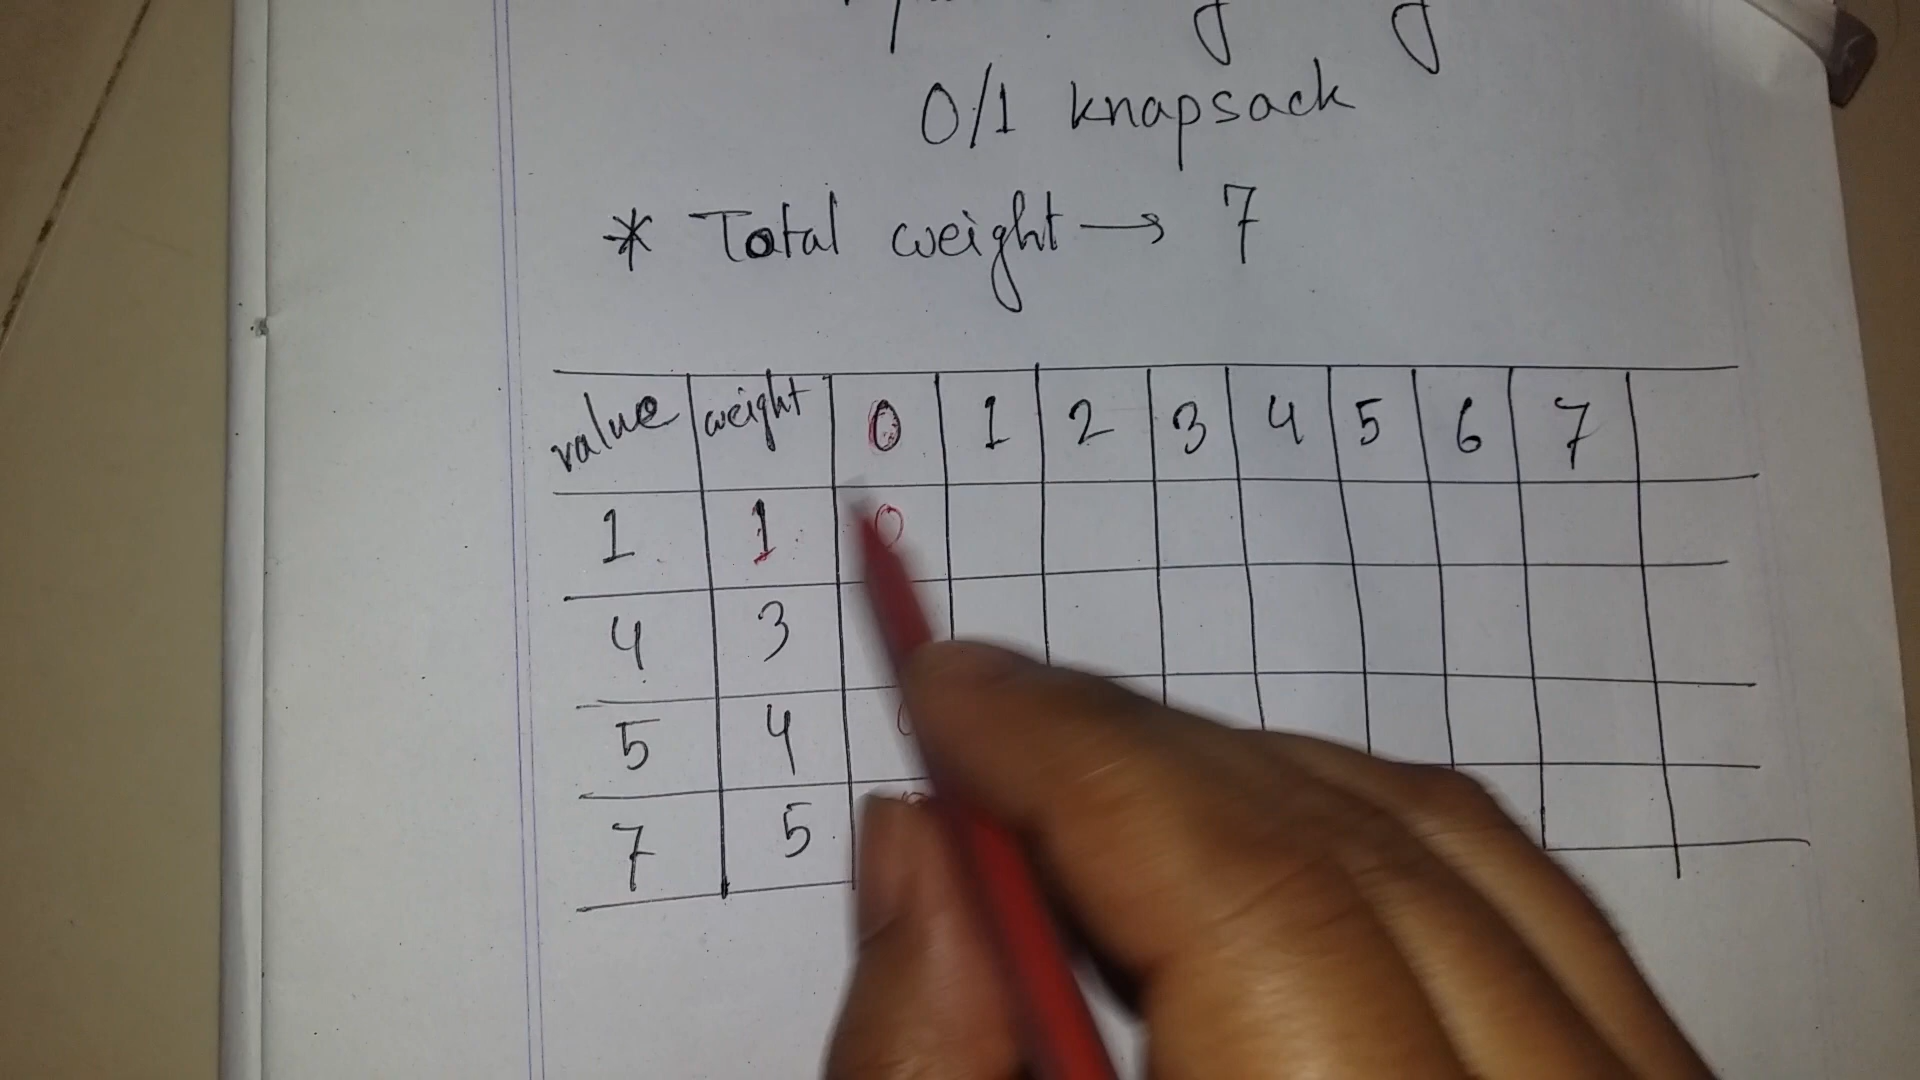 0/1 knapsack
* Total weight → 7
value weight 0 1 2 3 4 5 6 7
1 1 0
4 3
5 4
7 5